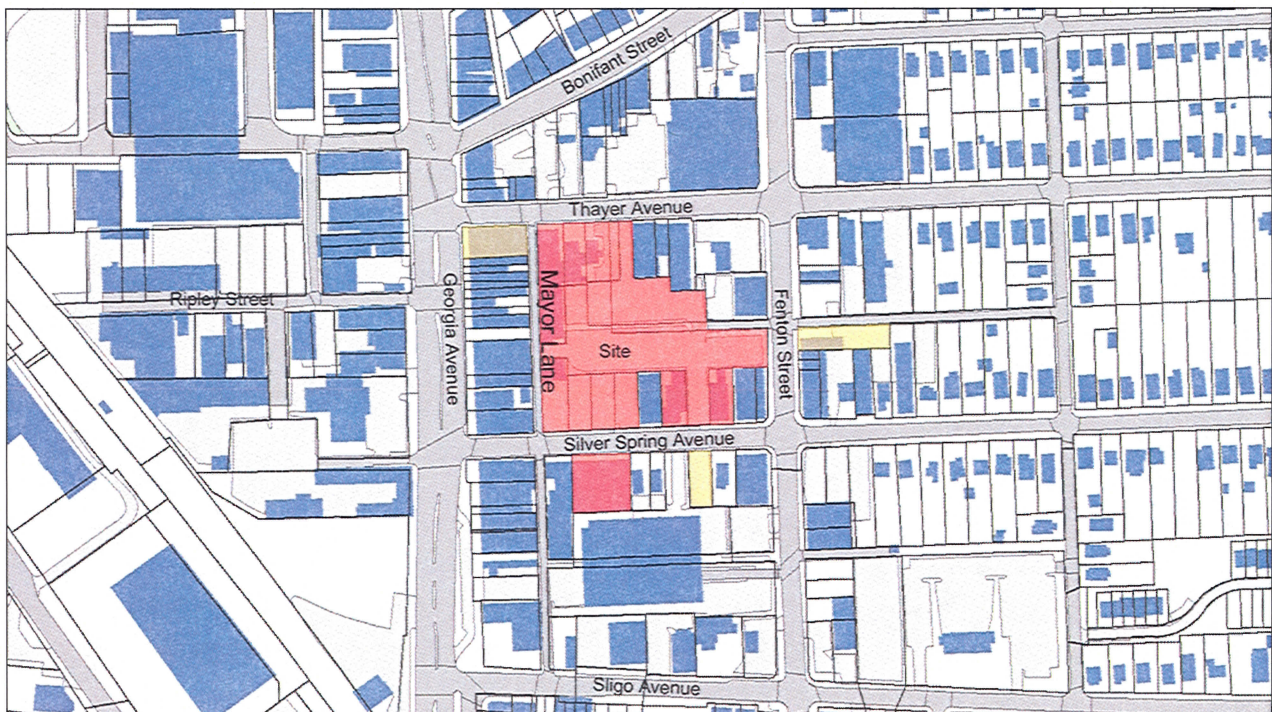 Bonifant Street
Thayer Avenue
Ripley Street
Georgia Avenue
Mayor Lane
Site
Fenton Street
Silver Spring Avenue
Sligo Avenue